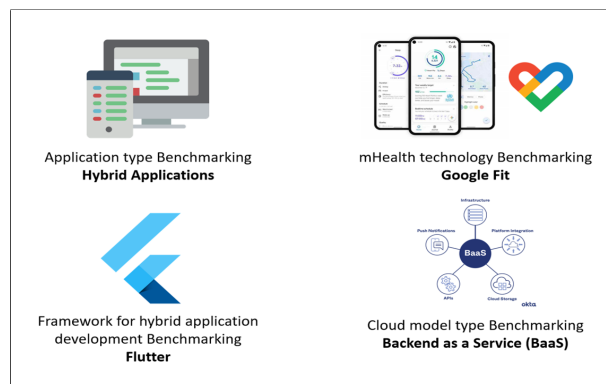 Application type Benchmarking
Hybrid Applications
mHealth technology Benchmarking
Google Fit
Framework for hybrid application
development Benchmarking
Flutter
Infrastructure
Push Notifications
Platform Integration
BaaS
APIs
Cloud Storage
okta
Cloud model type Benchmarking
Backend as a Service (BaaS)